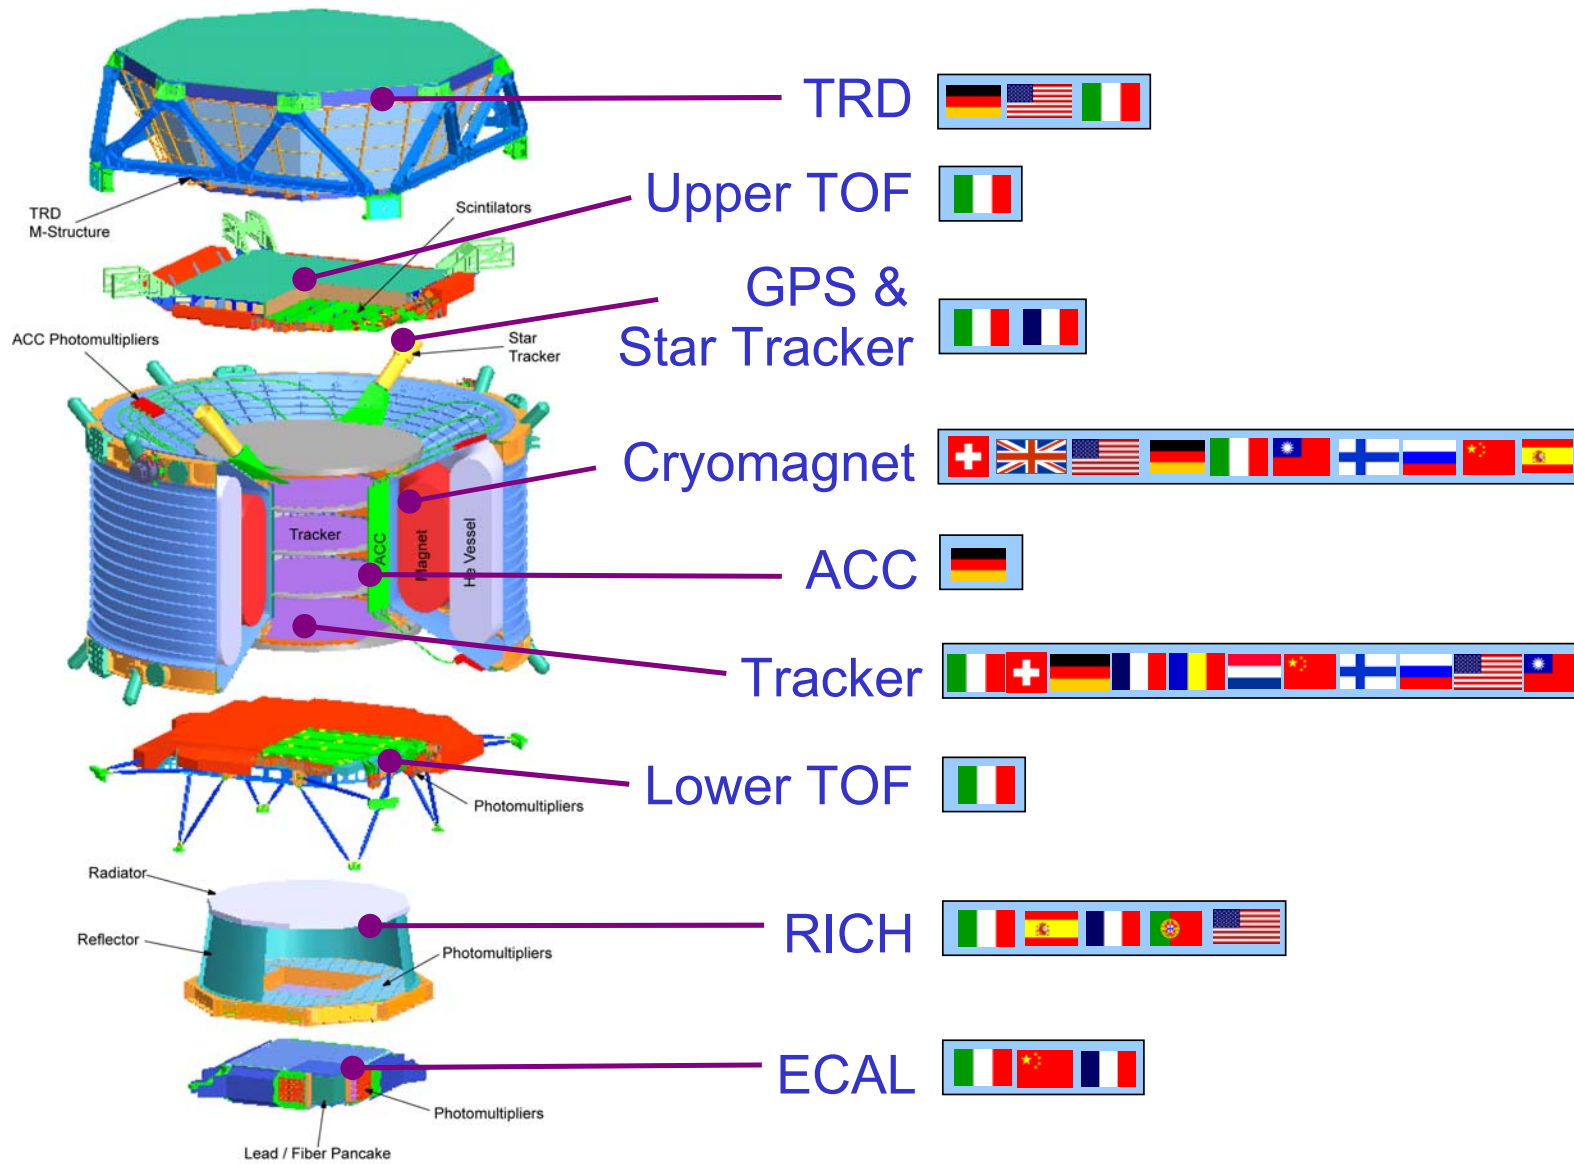 TRD
TRD
M-Structure
Upper TOF
Scintilators
GPS &
Star Tracker
ACC Photomultipliers
Star
Tracker
Cryomagnet
Tracker
ACC
Magnet
He Vessel
ACC
Tracker
Lower TOF
Photomultipliers
Radiator
Reflector
RICH
Photomultipliers
ECAL
Photomultipliers
Lead / Fiber Pancake